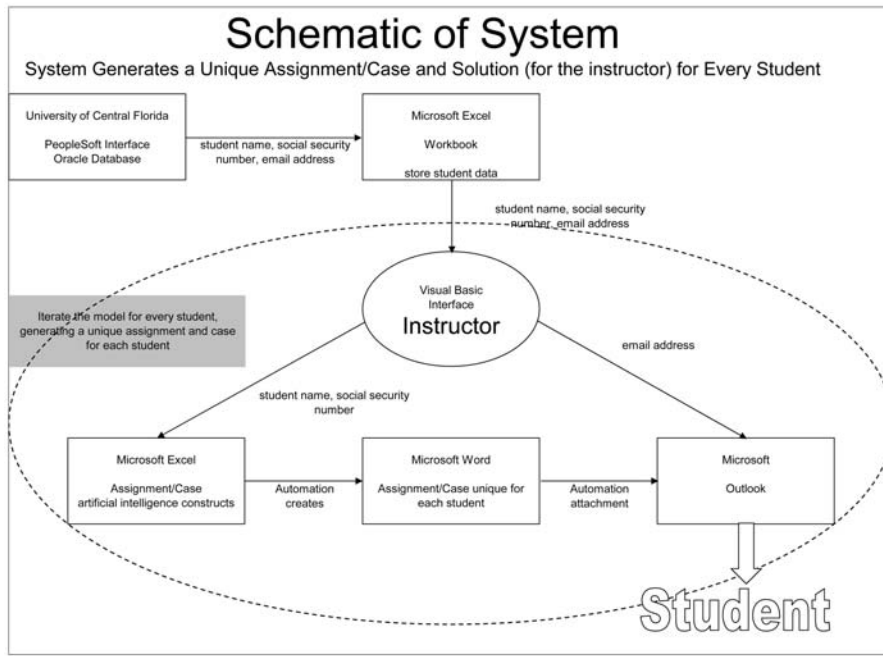 Schematic of System
System Generates a Unique Assignment/Case and Solution (for the instructor) for Every Student
University of Central Florida
PeopleSoft Interface
Oracle Database
student name, social security
number, email address
Microsoft Excel
Workbook
store student data
student name, social security
number, email address
Visual Basic
Interface
Instructor
Iterate the model for every student,
generating a unique assignment and case
for each student
email address
student name, social security
number
Microsoft Excel
Assignment/Case
artificial intelligence constructs
Automation
creates
Microsoft Word
Assignment/Case unique for
each student
Automation
attachment
Microsoft
Outlook
Student